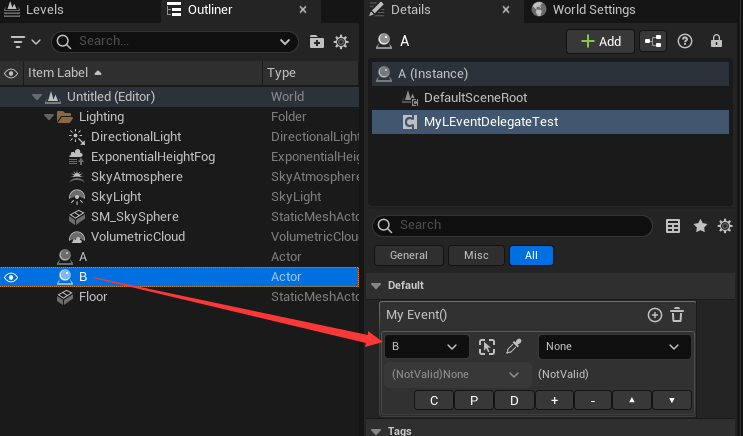 Levels
Outliner
Search...
Item Label
Type
Untitled (Editor)
World
Lighting
Folder
DirectionalLight
DirectionalLight
ExponentialHeightFog
ExponentialHeig
SkyAtmosphere
SkyAtmosphere
SkyLight
SkyLight
SM_SkySphere
StaticMeshActo
VolumetricCloud
VolumetricCloud
A
Actor
B
Actor
Floor
StaticMeshActo
Details
World Settings
A
Add
A (Instance)
DefaultSceneRoot
MyLEventDelegateTest
Search
General
Misc
All
Default
My Event()
B
None
(NotValid)None
(NotValid)
C
P
D
+
-
Tags